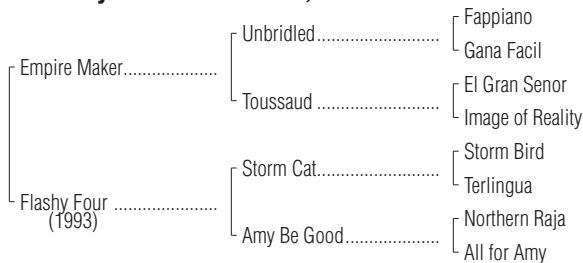 Fappiano
Unbridled
Gana Facil
Empire Maker
El Gran Senor
Toussaud
Image of Reality
Storm Bird
Storm Cat
Terlingua
Flashy Four
(1993)
Northern Raja
Amy Be Good
All for Amy